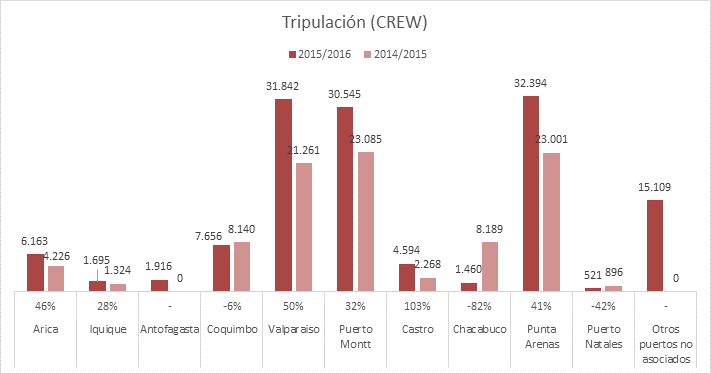 Tripulación (CREW)
2015/2016 2014/2015
6.163 4.226 1.695 1.324 1.916 0 7.656 8.140 31.842 21.261 30.545 23.085 4.594 2.268 1.460 8.189 32.394 23.001 521 896 15.109 0
46% 28% - -6% 50% 32% 103% -82% 41% -42% -
Arica Iquique Antofagasta Coquimbo Valparaiso Puerto Montt Castro Chacabuco Punta Arenas Puerto Natales Otros puertos no asociados